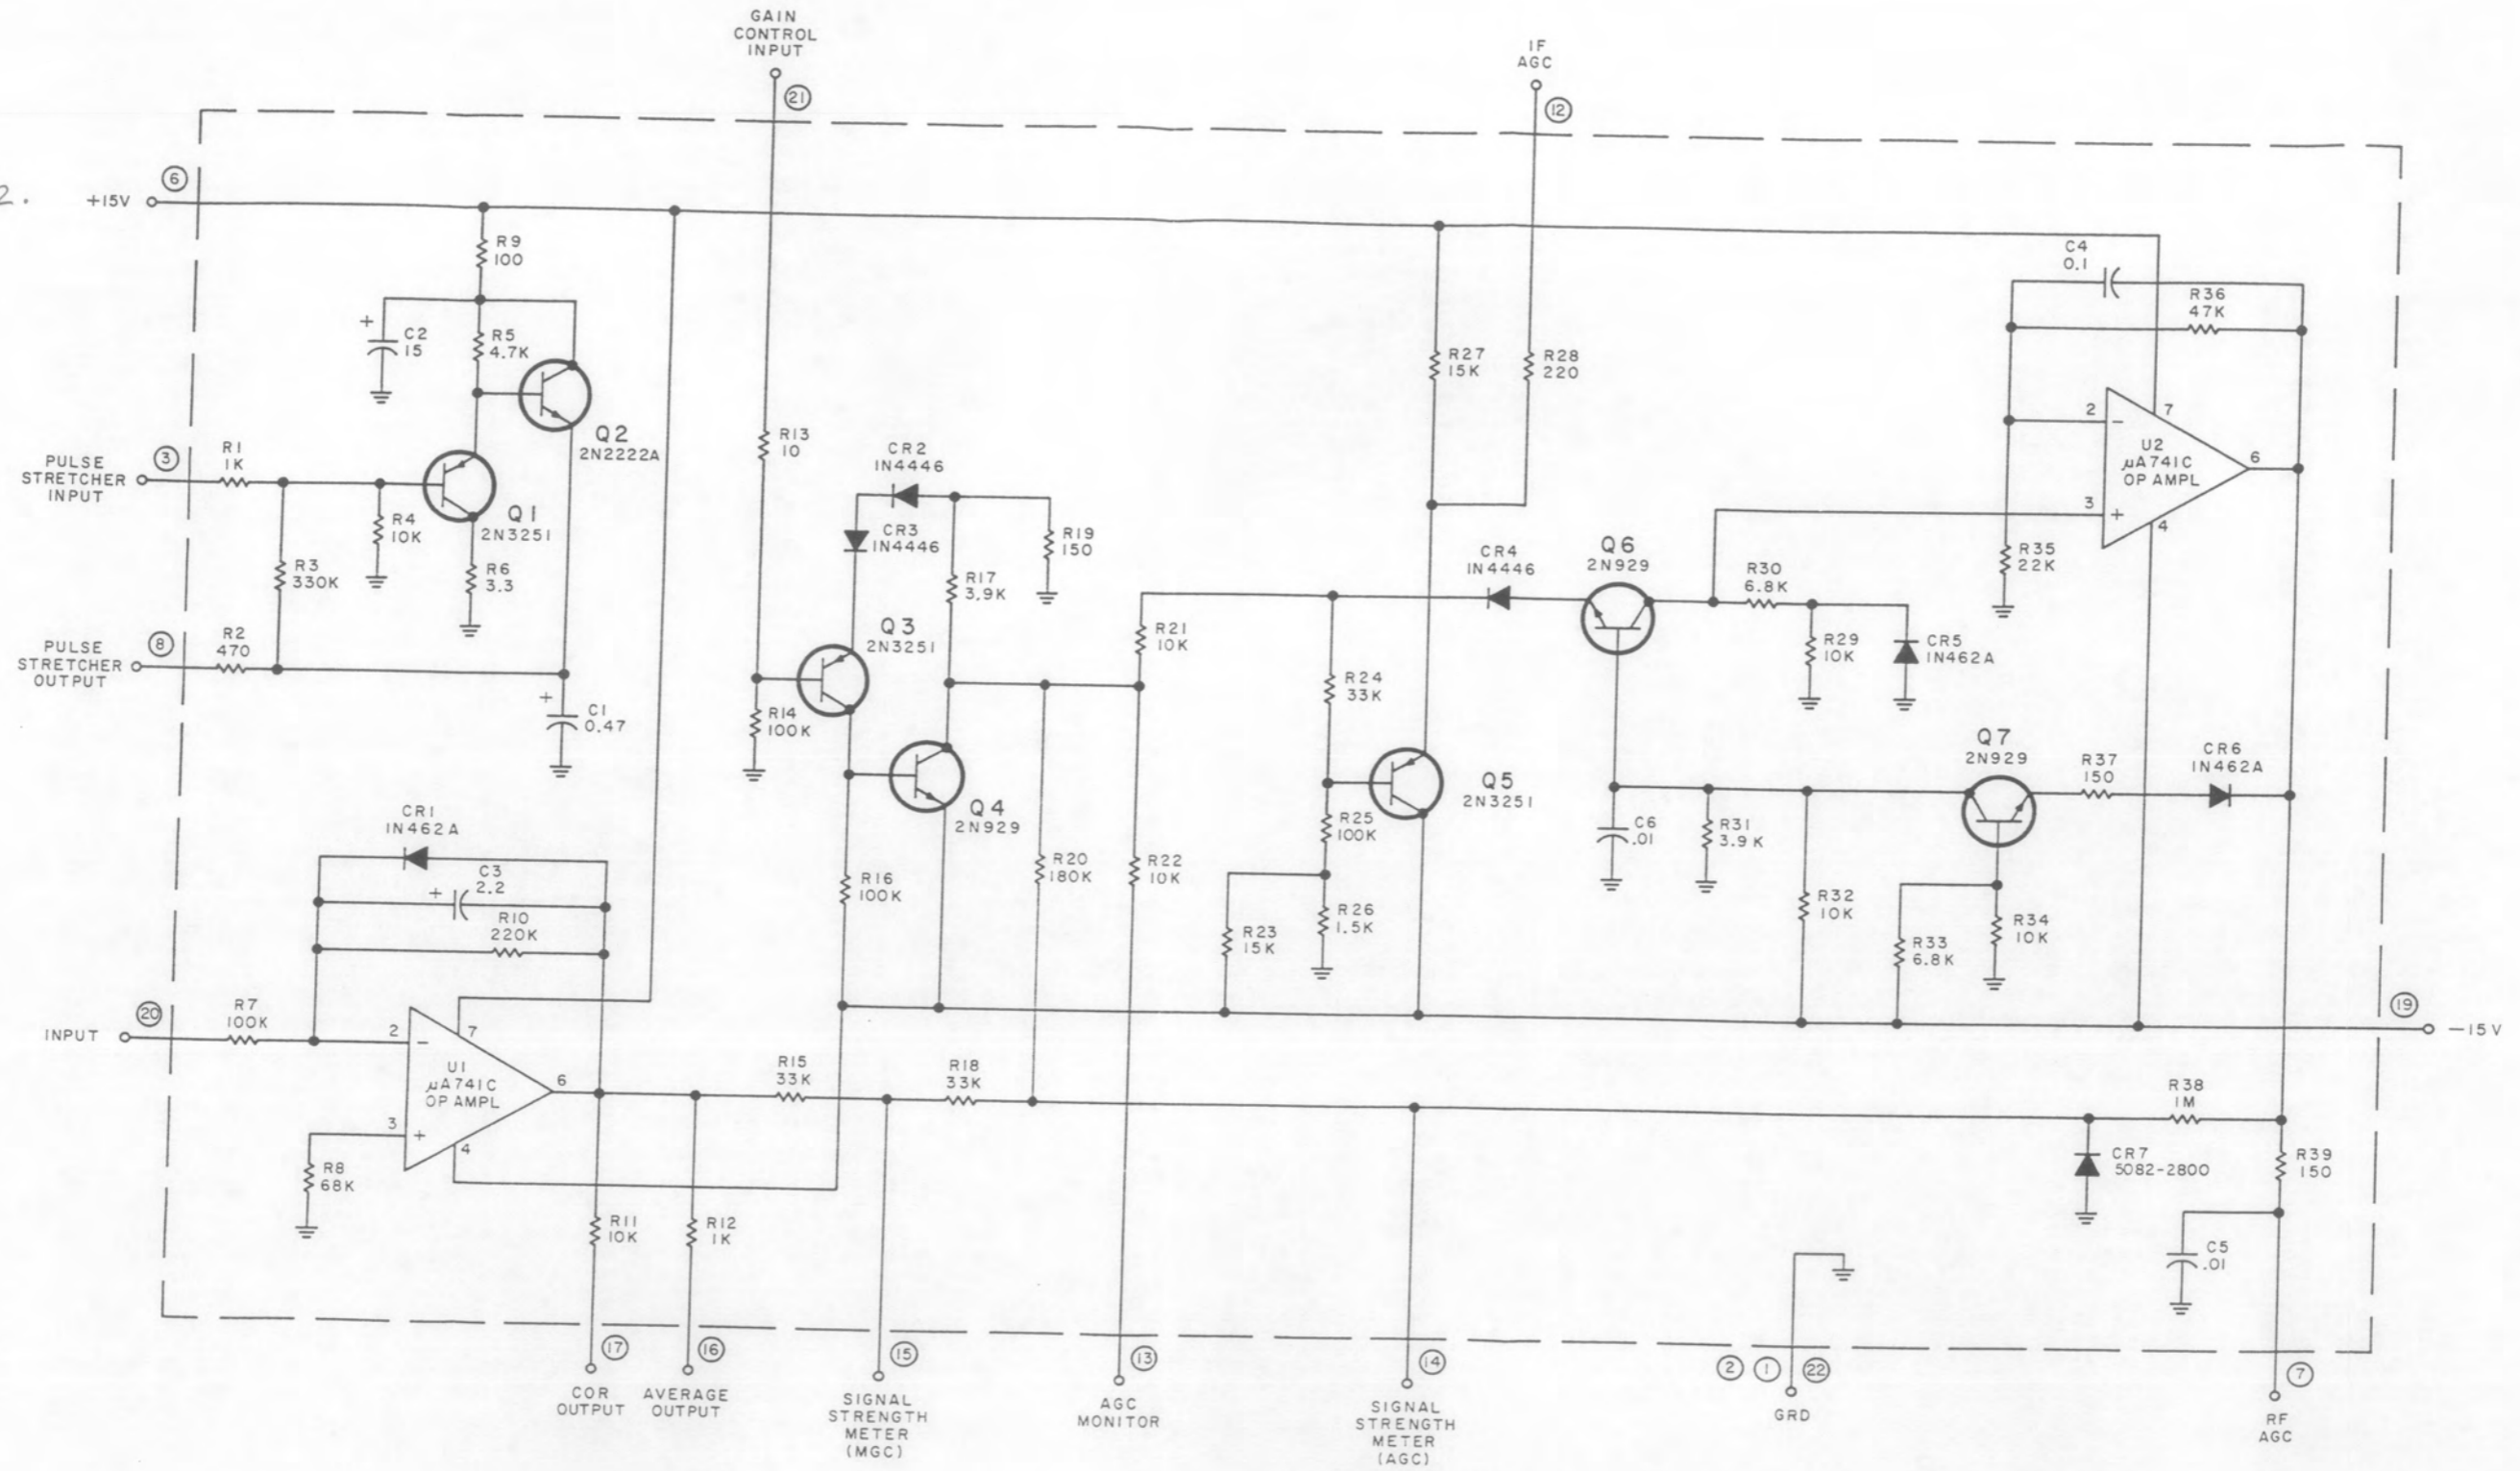 GAIN
CONTROL
INPUT
21
IF
AGC
12
2.
6
+15V
R9
100
C4
0.1
R36
47K
+
C2
15
R5
4.7K
Q2
2N2222A
R27
15K
R28
220
2
7
-
U2
µA741C
OP AMPL
6
3
+
4
R13
10
CR2
1N4446
PULSE
STRETCHER
INPUT
3
R1
1K
Q1
2N3251
R4
10K
CR3
1N4446
R19
150
R3
330K
R6
3.3
R17
3.9K
CR4
1N4446
Q6
2N929
R30
6.8K
R35
22K
PULSE
STRETCHER
OUTPUT
8
R2
470
Q3
2N3251
R21
10K
R29
10K
CR5
1N462A
R24
33K
+
C1
0.47
R14
100K
Q4
2N929
Q5
2N3251
Q7
2N929
R37
150
CR6
1N462A
CR1
1N462A
C3
2.2
+
R10
220K
R16
100K
R20
180K
R22
10K
R25
100K
C6
.01
R31
3.9K
R32
10K
R23
15K
R26
1.5K
R33
6.8K
R34
10K
INPUT
20
R7
100K
2
7
-
U1
µA741C
OP AMPL
6
3
+
4
19
-15V
R15
33K
R18
33K
R38
1M
R8
68K
CR7
5082-2800
R39
150
R11
10K
R12
1K
C5
.01
17
COR
OUTPUT
16
AVERAGE
OUTPUT
15
SIGNAL
STRENGTH
METER
(MGC)
13
AGC
MONITOR
14
SIGNAL
STRENGTH
METER
(AGC)
2
1
22
GRD
7
RF
AGC